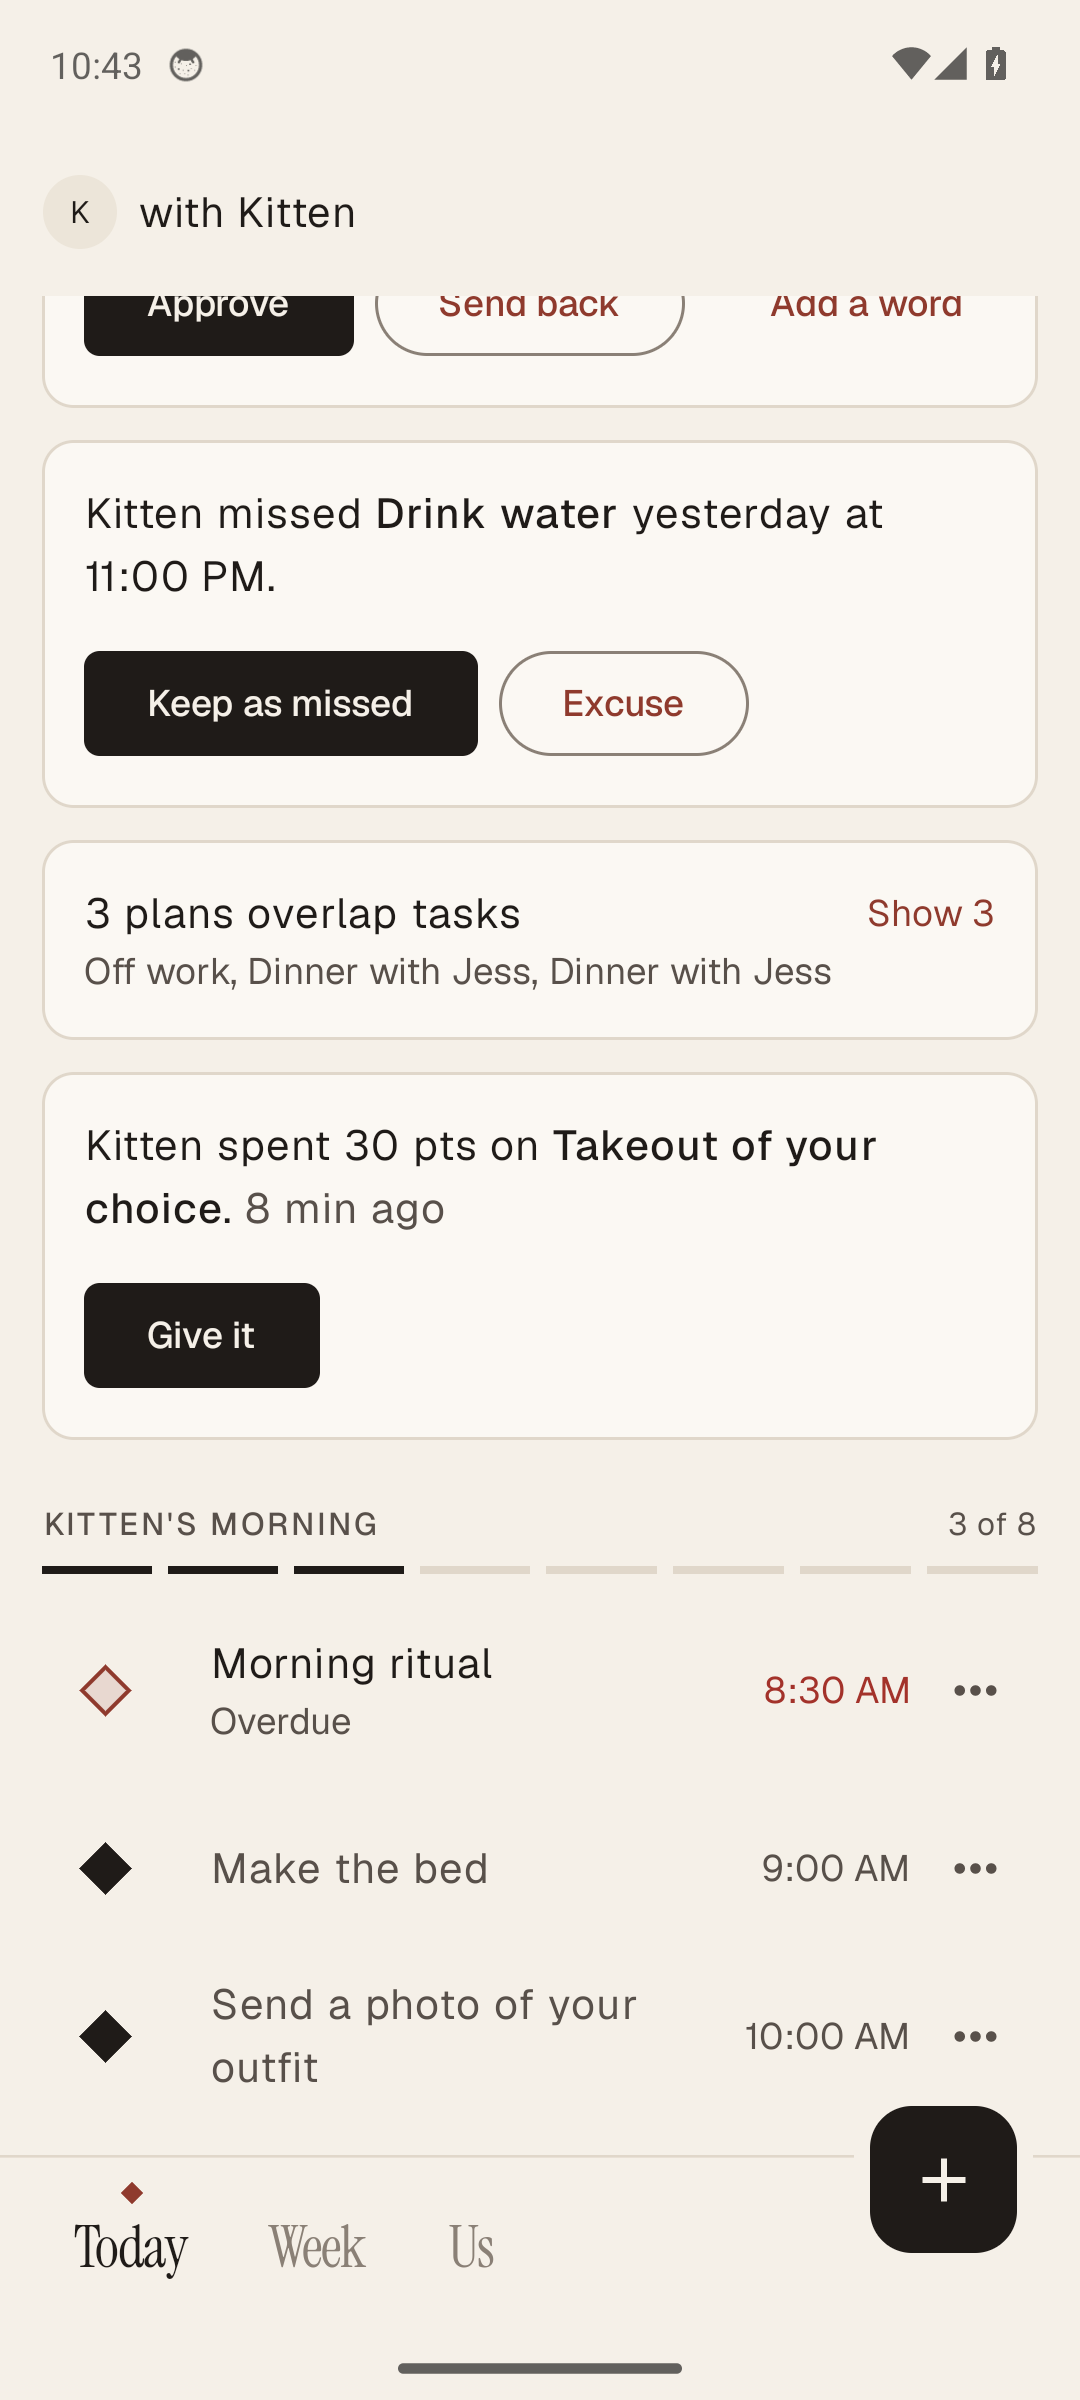 10:43
K with Kitten
Approve Send back Add a word
Kitten missed Drink water yesterday at
11:00 PM.
Keep as missed Excuse
3 plans overlap tasks Show 3
Off work, Dinner with Jess, Dinner with Jess
Kitten spent 30 pts on Takeout of your
choice. 8 min ago
Give it
KITTEN'S MORNING 3 of 8
Morning ritual 8:30 AM
Overdue
Make the bed 9:00 AM
Send a photo of your
outfit 10:00 AM
Today Week Us